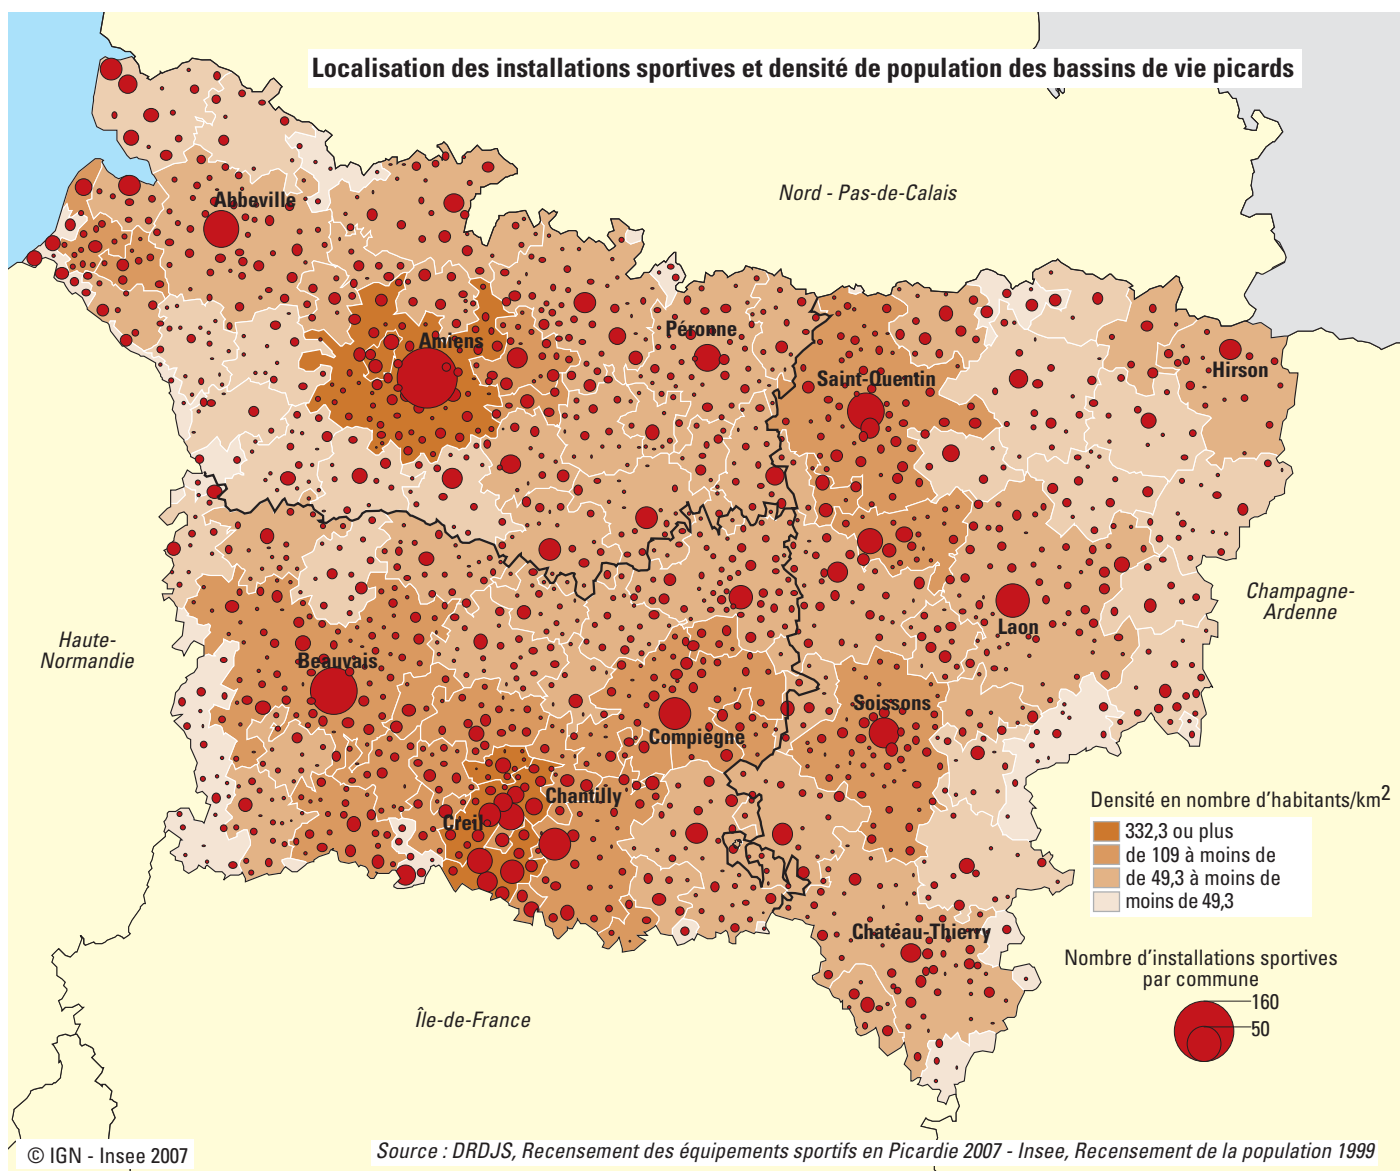 Localisation des installations sportives et densité de population des bassins de vie picards
Nord - Pas-de-Calais
Abbeville
Péronne
Amiens
Hirson
Saint-Quentin
Champagne-
Ardenne
Laon
Haute-
Normandie
Beauvais
Soissons
Compiegne
Chantilly
Creil
Densité en nombre d'habitants/km²
332,3 ou plus
de 109 à moins de
de 49,3 à moins de
moins de 49,3
Chateau-Thierry
Nombre d'installations sportives
par commune
160
50
Île-de-France
© IGN - Insee 2007
Source : DRDJS, Recensement des équipements sportifs en Picardie 2007 - Insee, Recensement de la population 1999